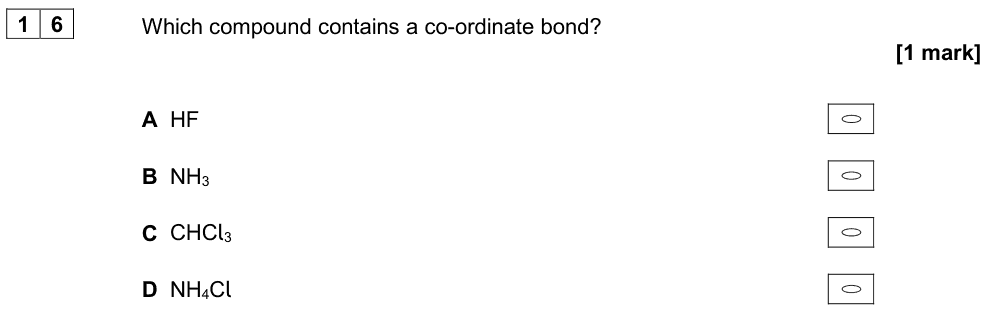 1 6 Which compound contains a co-ordinate bond?
[1 mark]
A HF
B NH₃
C CHCl₃
D NH₄Cl